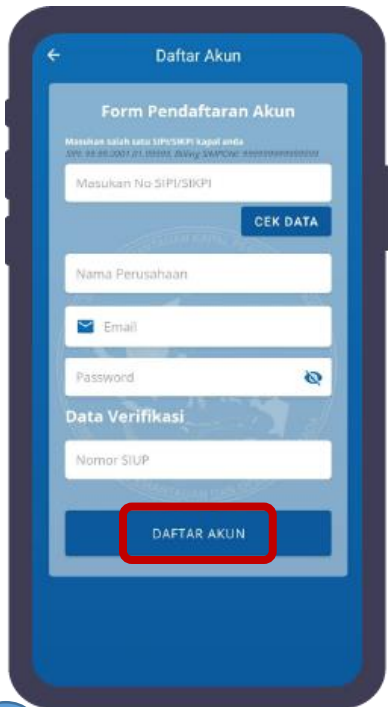 Daftar Akun
Form Pendaftaran Akun
Masukan salah satu SIPI/SIKPI kapal anda
Masukan No SIPI/SIKPI
CEK DATA
Nama Perusahaan
Email
Password
Data Verifikasi
Nomor SIUP
DAFTAR AKUN